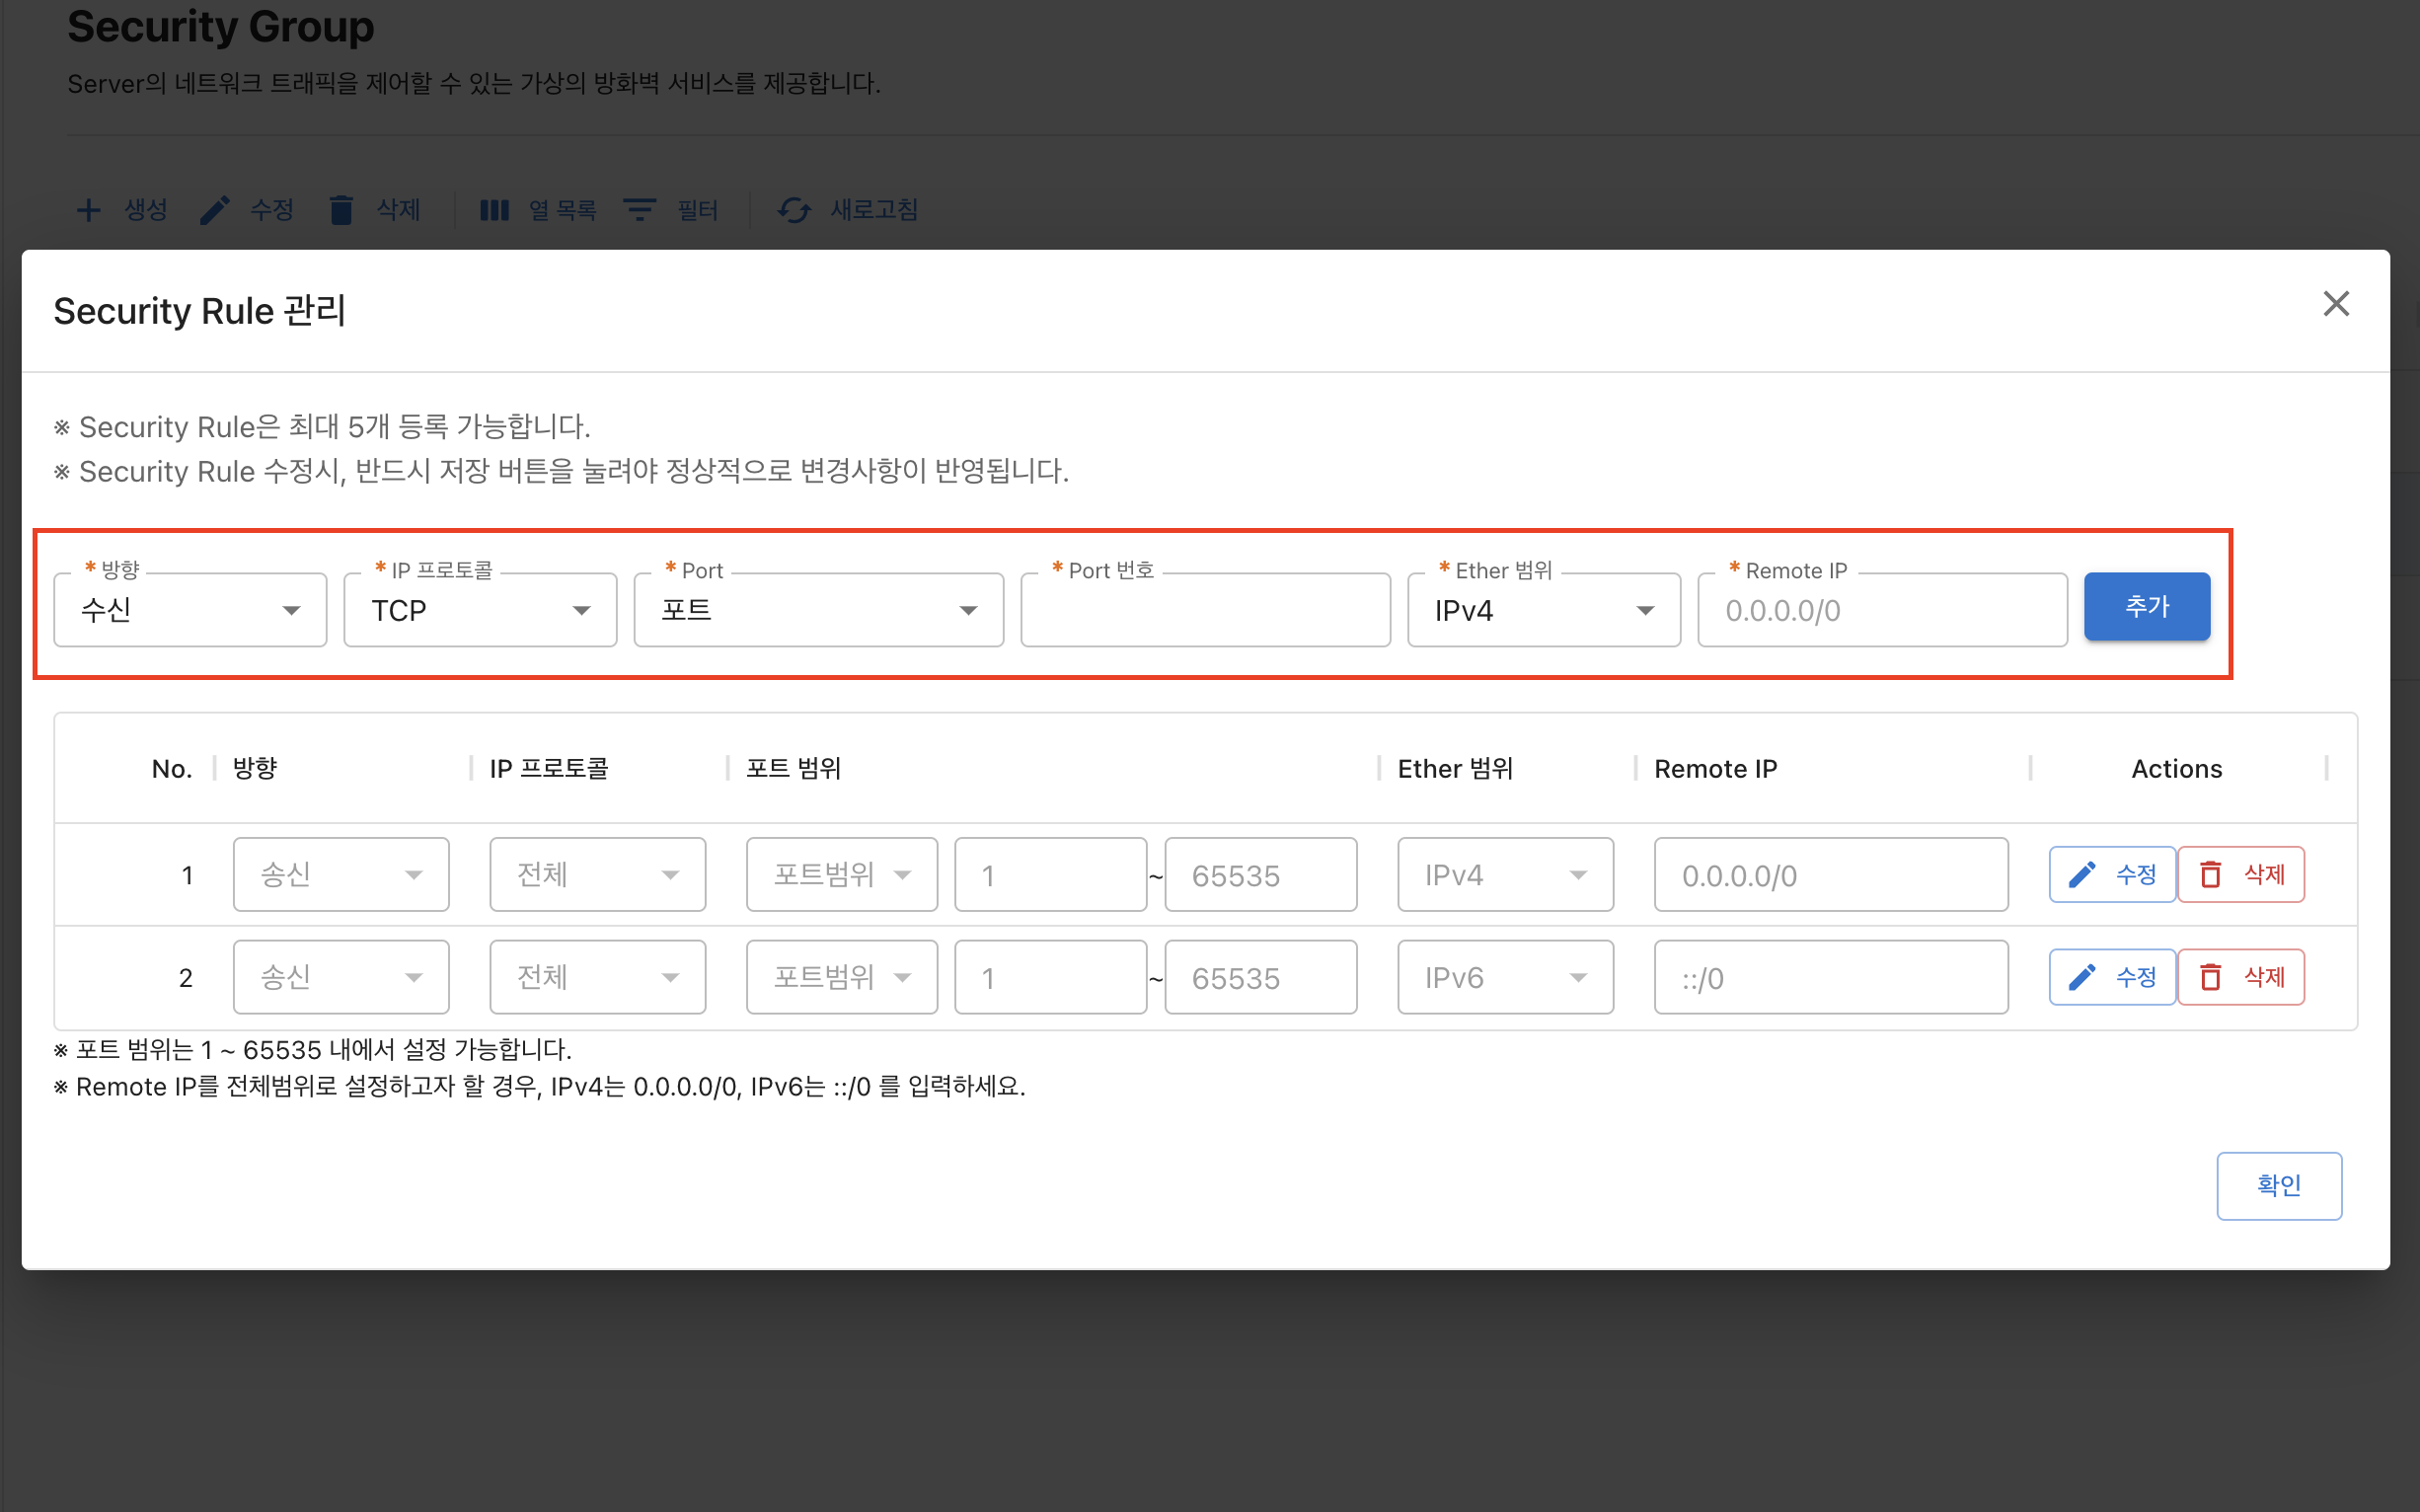 Security Group
Server의 네트워크 트래픽을 제어할 수 있는 가상의 방화벽 서비스를 제공합니다.
생성 수정 삭제 열 목록 필터 새로고침
Security Rule 관리
※ Security Rule은 최대 5개 등록 가능합니다.
※ Security Rule 수정시, 반드시 저장 버튼을 눌려야 정상적으로 변경사항이 반영됩니다.
* 방향 * IP 프로토콜 * Port * Port 번호 * Ether 범위 * Remote IP
수신 TCP 포트 IPv4 0.0.0.0/0 추가
No. 방향 IP 프로토콜 포트 범위 Ether 범위 Remote IP Actions
1 송신 전체 포트범위 1 ~ 65535 IPv4 0.0.0.0/0 수정 삭제
2 송신 전체 포트범위 1 ~ 65535 IPv6 ::/0 수정 삭제
※ 포트 범위는 1 ~ 65535 내에서 설정 가능합니다.
※ Remote IP를 전체범위로 설정하고자 할 경우, IPv4는 0.0.0.0/0, IPv6는 ::/0 를 입력하세요.
확인